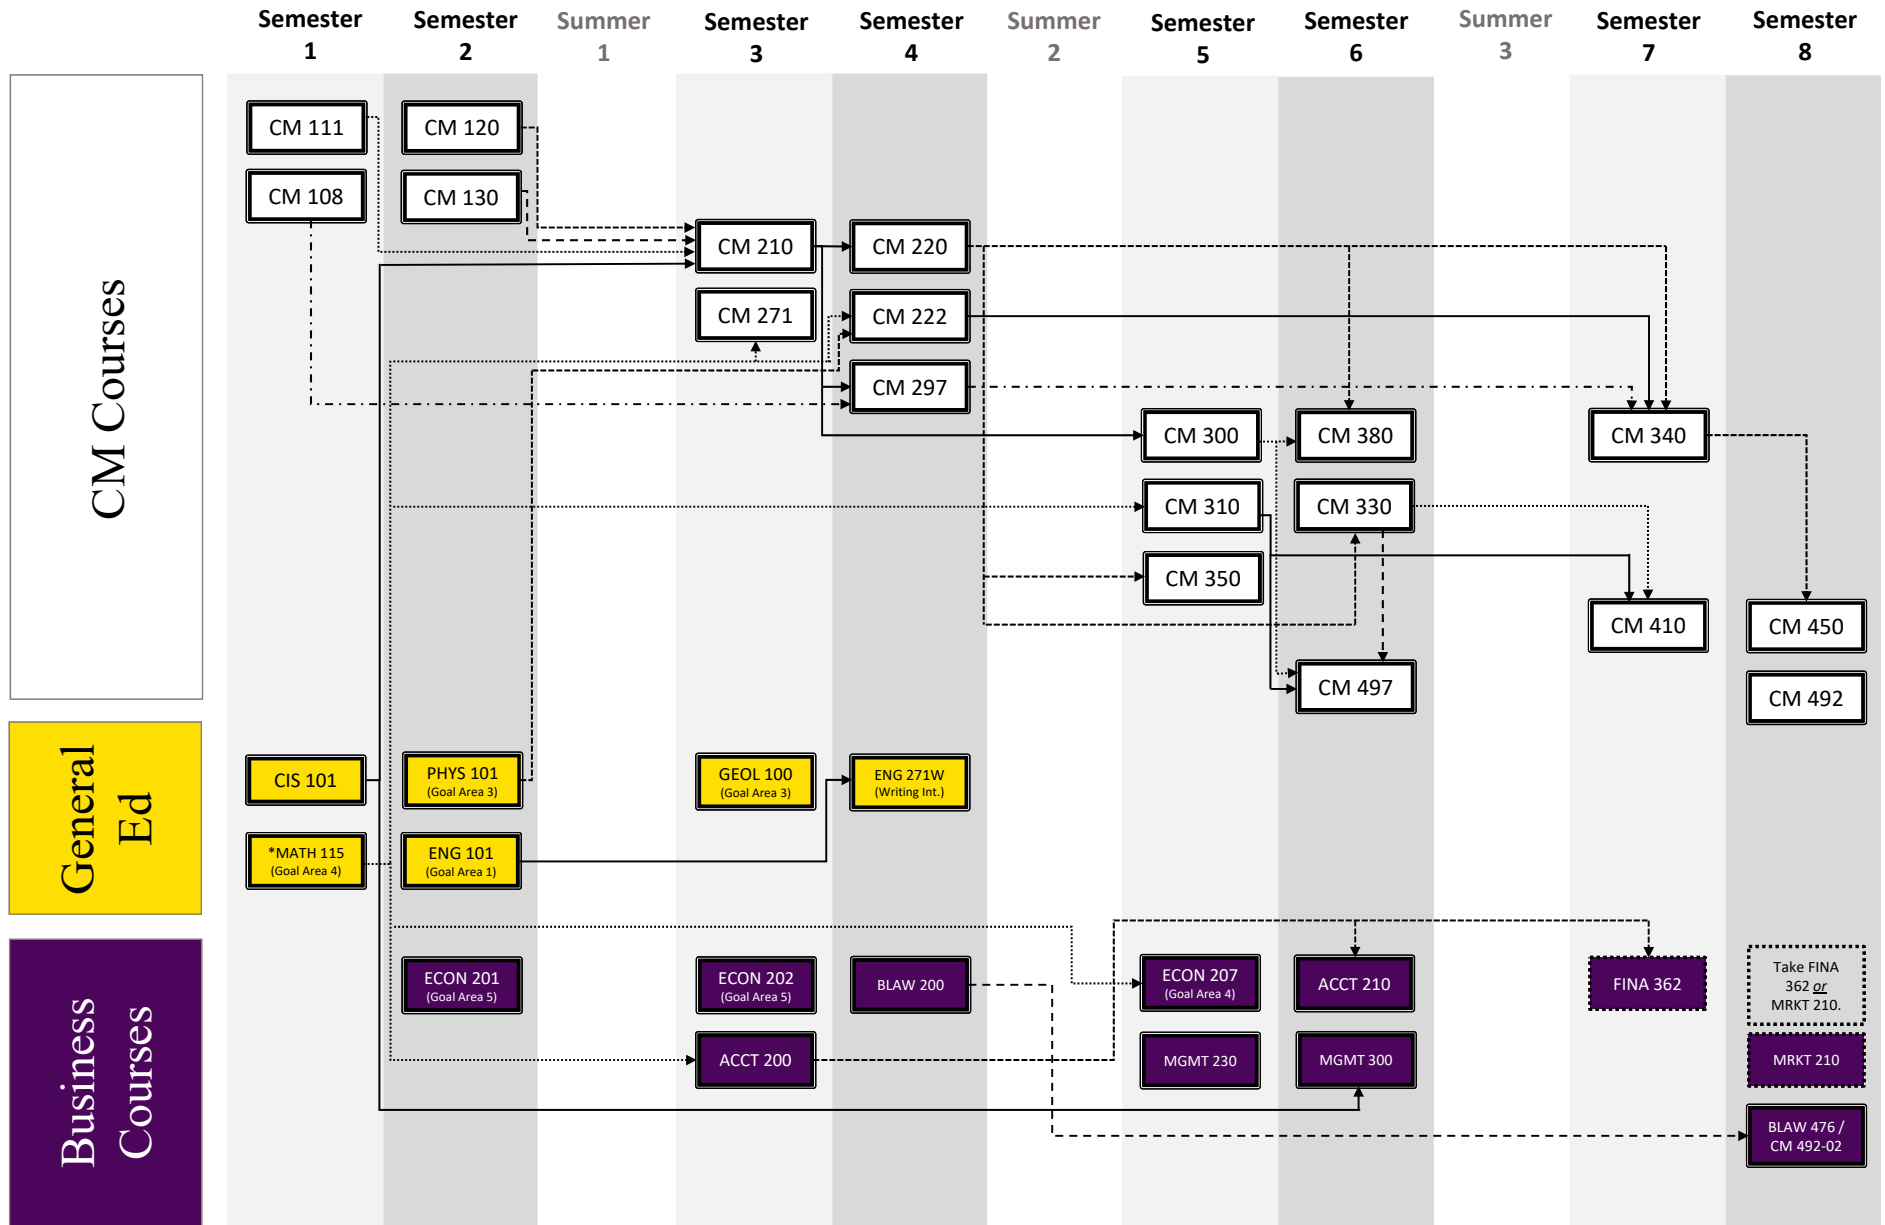 Semester
1
Semester
2
Summer
1
Semester
3
Semester
4
Summer
2
Semester
5
Semester
6
Summer
3
Semester
7
Semester
8
CM Courses
CM 111
CM 120
CM 108
CM 130
CM 210
CM 220
CM 271
CM 222
CM 297
CM 300
CM 380
CM 340
CM 310
CM 330
CM 350
CM 410
CM 450
CM 497
CM 492
General
Ed
CIS 101
PHYS 101
(Goal Area 3)
GEOL 100
(Goal Area 3)
ENG 271W
(Writing Int.)
*MATH 115
(Goal Area 4)
ENG 101
(Goal Area 1)
Business
Courses
ECON 201
(Goal Area 5)
ECON 202
(Goal Area 5)
BLAW 200
ECON 207
(Goal Area 4)
ACCT 210
FINA 362
Take FINA
362 or
MRKT 210.
ACCT 200
MGMT 230
MGMT 300
MRKT 210
BLAW 476 /
CM 492-02